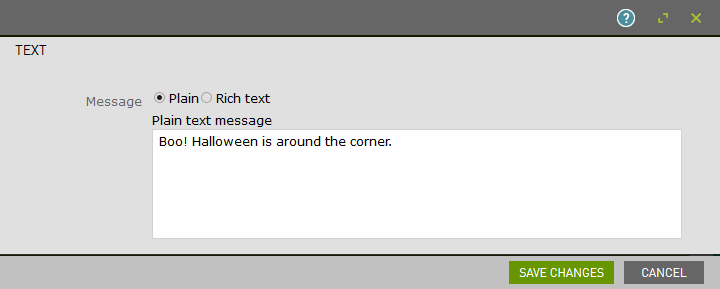 ?
TEXT
Message Plain Rich text
Plain text message
Boo! Halloween is around the corner.
SAVE CHANGES CANCEL